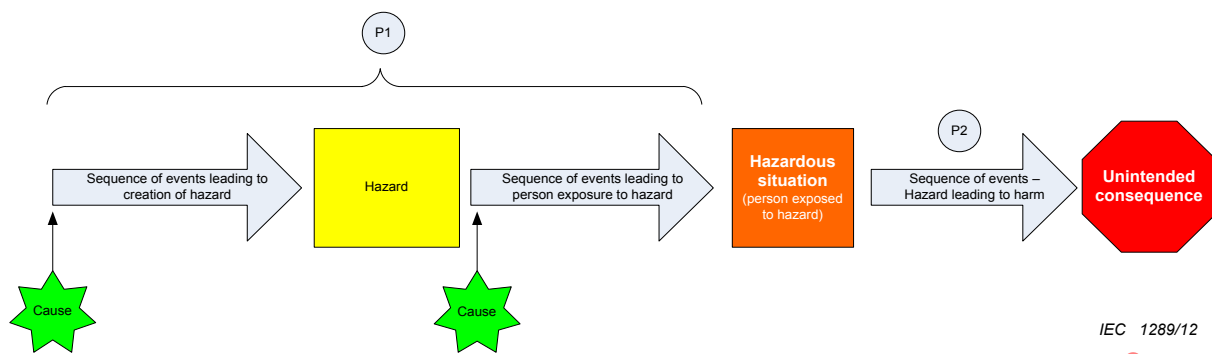 P1
Sequence of events leading to
creation of hazard
Hazard
Sequence of events leading to
person exposure to hazard
Hazardous
situation
(person exposed
to hazard)
P2
Sequence of events –
Hazard leading to harm
Unintended
consequence
Cause
Cause
IEC 1289/12